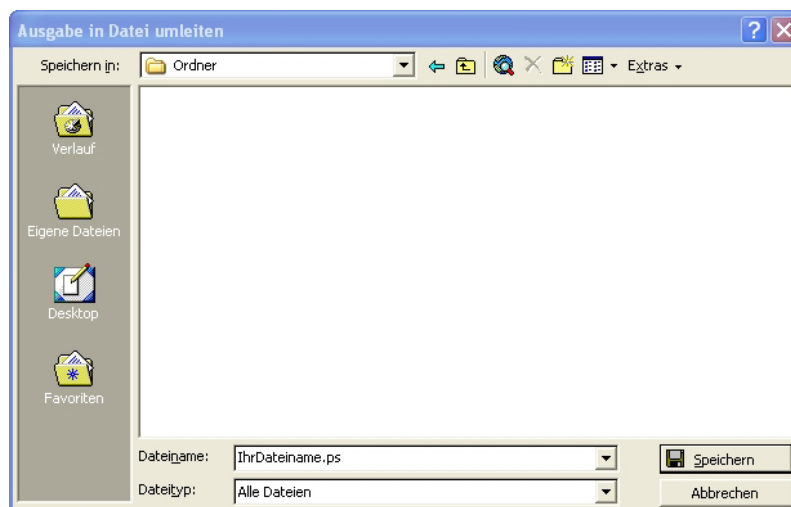 Ausgabe in Datei umleiten
Speichern in: Ordner Extras
Verlauf
Eigene Dateien
Desktop
Favoriten
Dateiname: IhrDateiname.ps Speichern
Dateityp: Alle Dateien Abbrechen